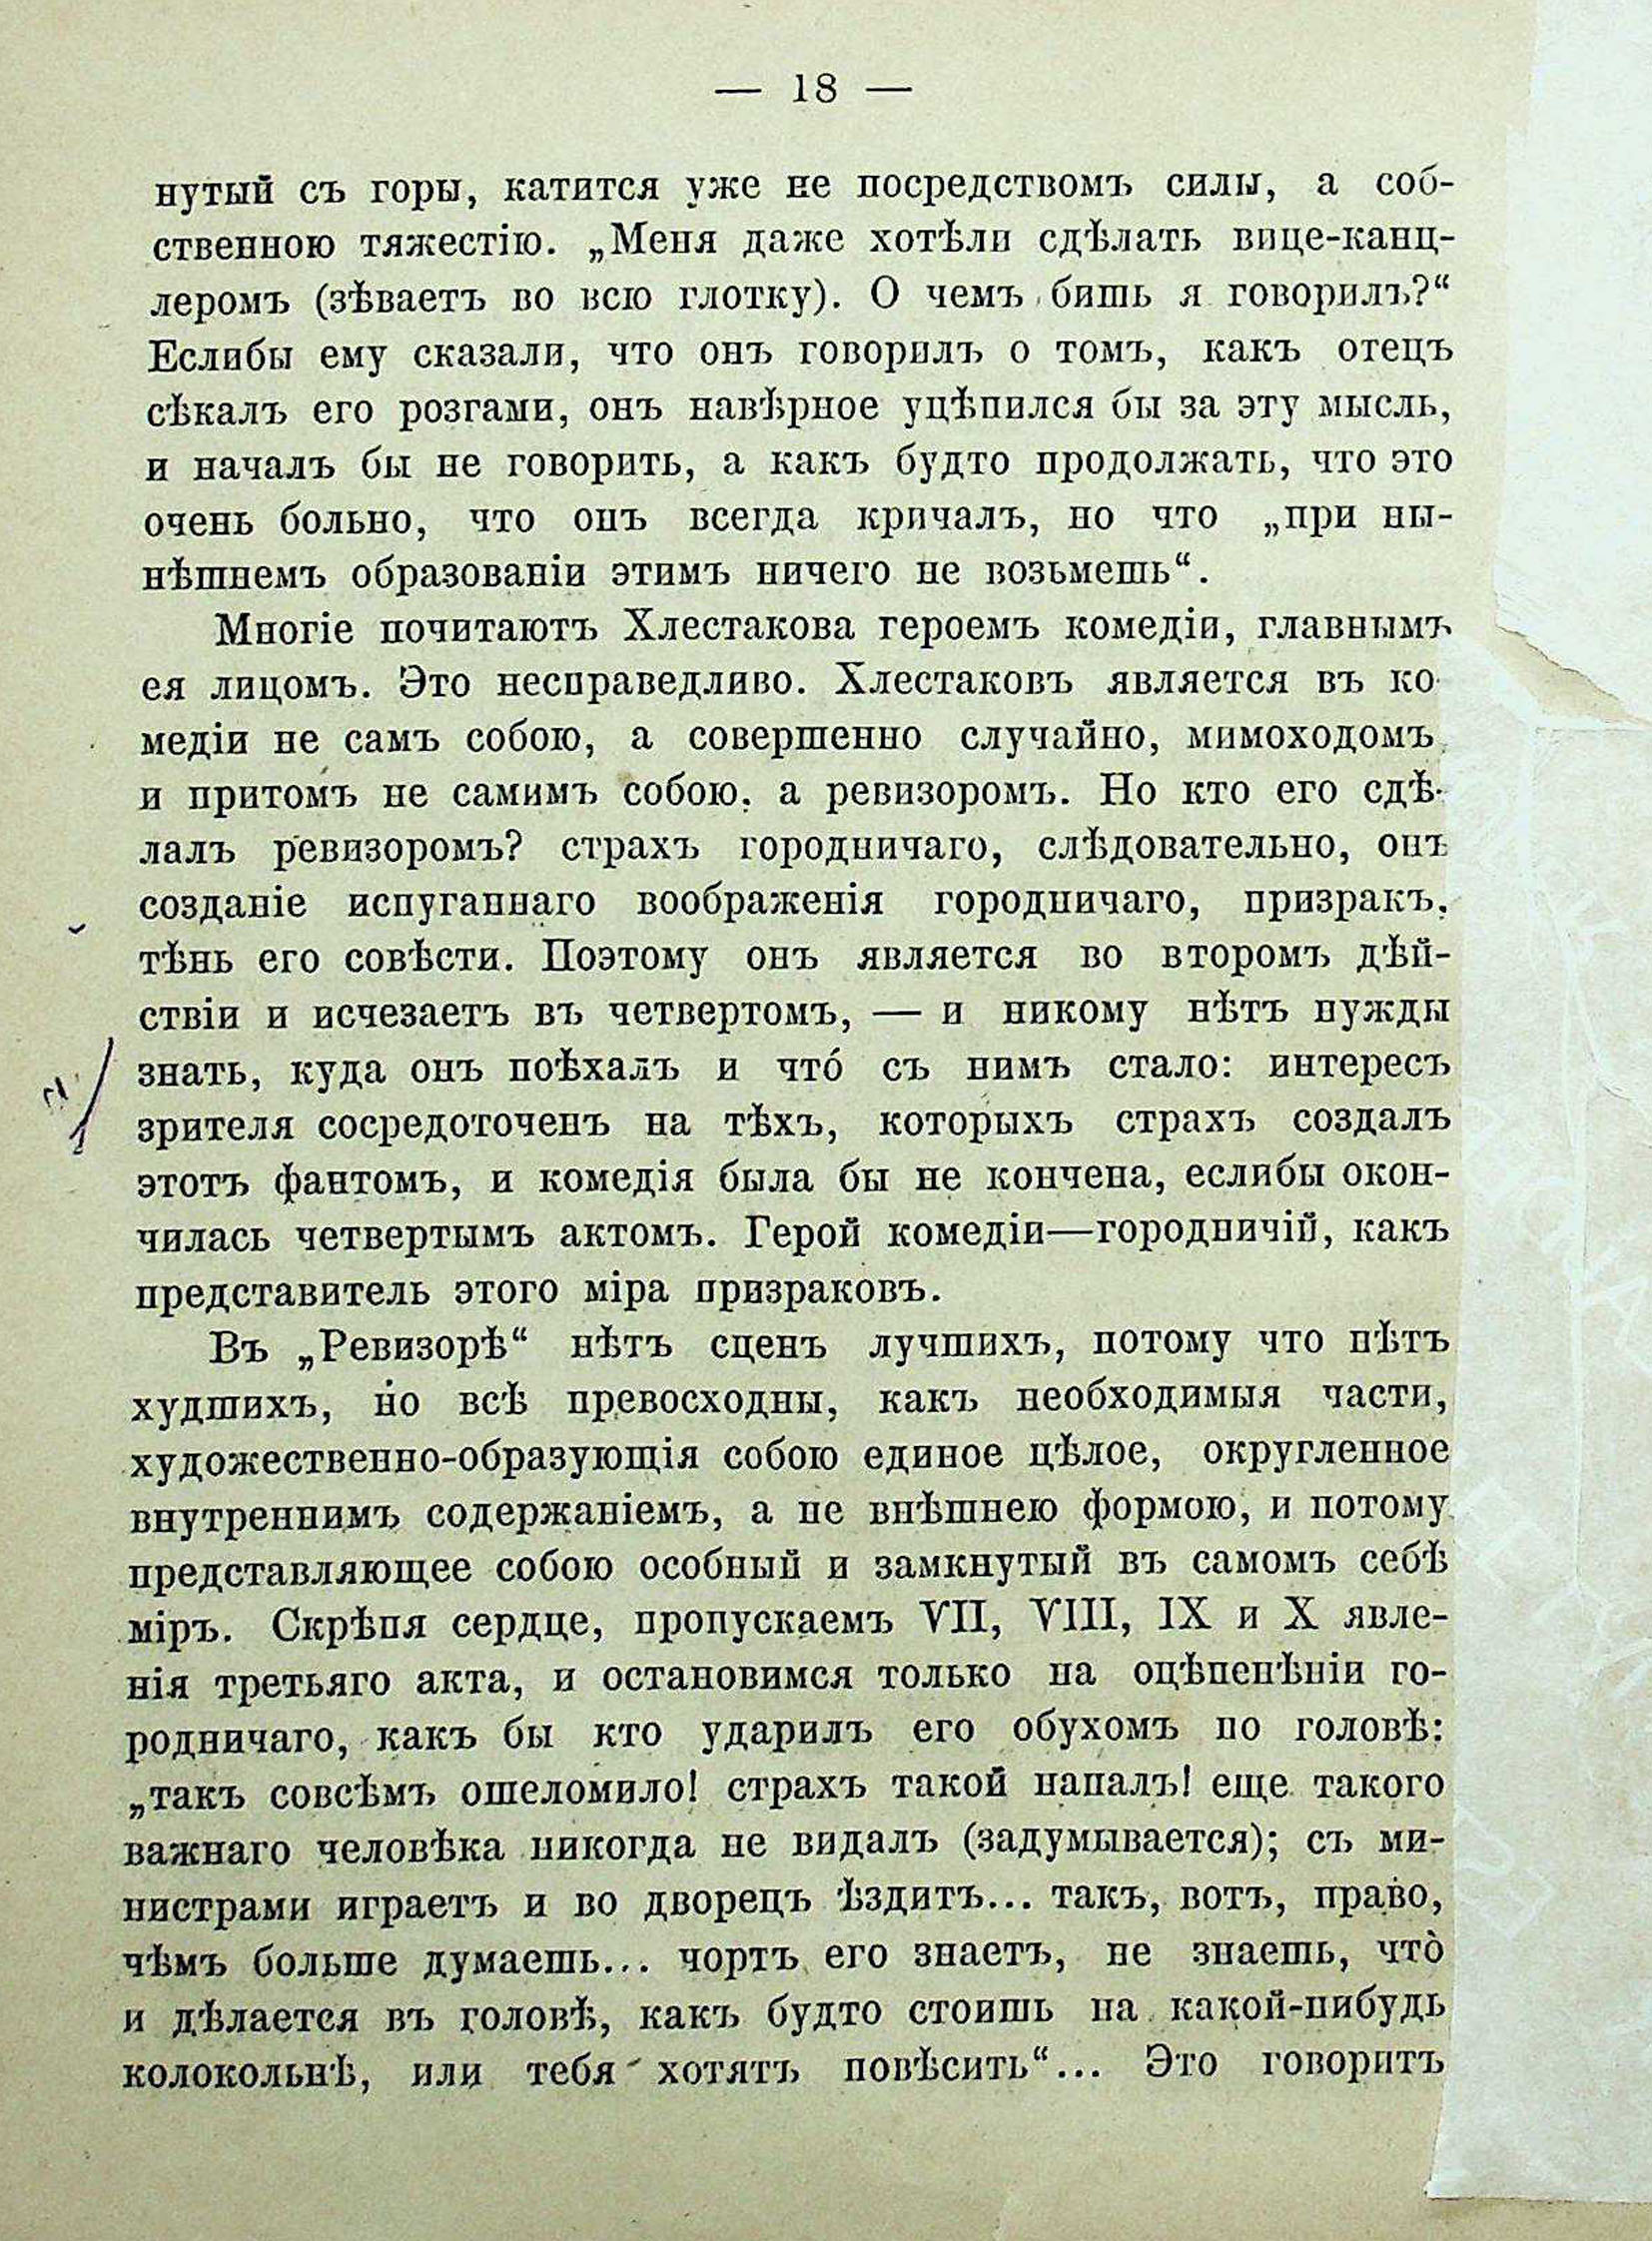 — 18 —
нутый съ горы, катится уже не посредствомъ силы, а соб-
ственною тяжестію. „Меня даже хотѣли сдѣлать вице-канц-
леромъ (зѣваетъ во всю глотку). О чемъ бишь я говорилъ?“
Еслибы ему сказали, что онъ говорилъ о томъ, какъ отецъ
сѣкалъ его розгами, онъ навѣрное уцѣпился бы за эту мысль,
и началъ бы не говорить, а какъ будто продолжать, что это
очень больно, что онъ всегда кричалъ, но что „при ны-
нѣшнемъ образованіи этимъ ничего не возьмешь“.
Многіе почитаютъ Хлестакова героемъ комедіи, главнымъ
ея лицомъ. Это несправедливо. Хлестаковъ является въ ко-
медіи не самъ собою, а совершенно случайно, мимоходомъ,
и притомъ не самимъ собою, а ревизоромъ. Но кто его сдѣ-
лалъ ревизоромъ? страхъ городничаго, слѣдовательно, онъ
созданіе испуганнаго воображенія городничаго, призракъ,
тѣнь его совѣсти. Поэтому онъ является во второмъ дѣй-
ствіи и исчезаетъ въ четвертомъ, — и никому нѣтъ нужды
знать, куда онъ поѣхалъ и что́ съ нимъ стало: интересъ
зрителя сосредоточенъ на тѣхъ, которыхъ страхъ создалъ
этотъ фантомъ, и комедія была бы не кончена, еслибы окон-
чилась четвертымъ актомъ. Герой комедіи—городничій, какъ
представитель этого міра призраковъ.
Въ „Ревизорѣ“ нѣтъ сценъ лучшихъ, потому что нѣтъ
худшихъ, но всѣ превосходны, какъ необходимыя части,
художественно-образующія собою единое цѣлое, округленное
внутреннимъ содержаніемъ, а не внѣшнею формою, и потому
представляющее собою особный и замкнутый въ самомъ себѣ
міръ. Скрѣпя сердце, пропускаемъ VII, VIII, IX и X явле-
нія третьяго акта, и остановимся только на оцѣпенѣніи го-
родничаго, какъ бы кто ударилъ его обухомъ по головѣ:
„такъ совсѣмъ ошеломило! страхъ такой напалъ! еще такого
важнаго человѣка никогда не видалъ (задумывается); съ ми-
нистрами играетъ и во дворецъ ѣздитъ... такъ, вотъ, право,
чѣмъ больше думаешь... чортъ его знаетъ, не знаешь, что̀
и дѣлается въ головѣ, какъ будто стоишь на какой-нибудь
колокольнѣ, или тебя хотятъ повѣсить“... Это говоритъ